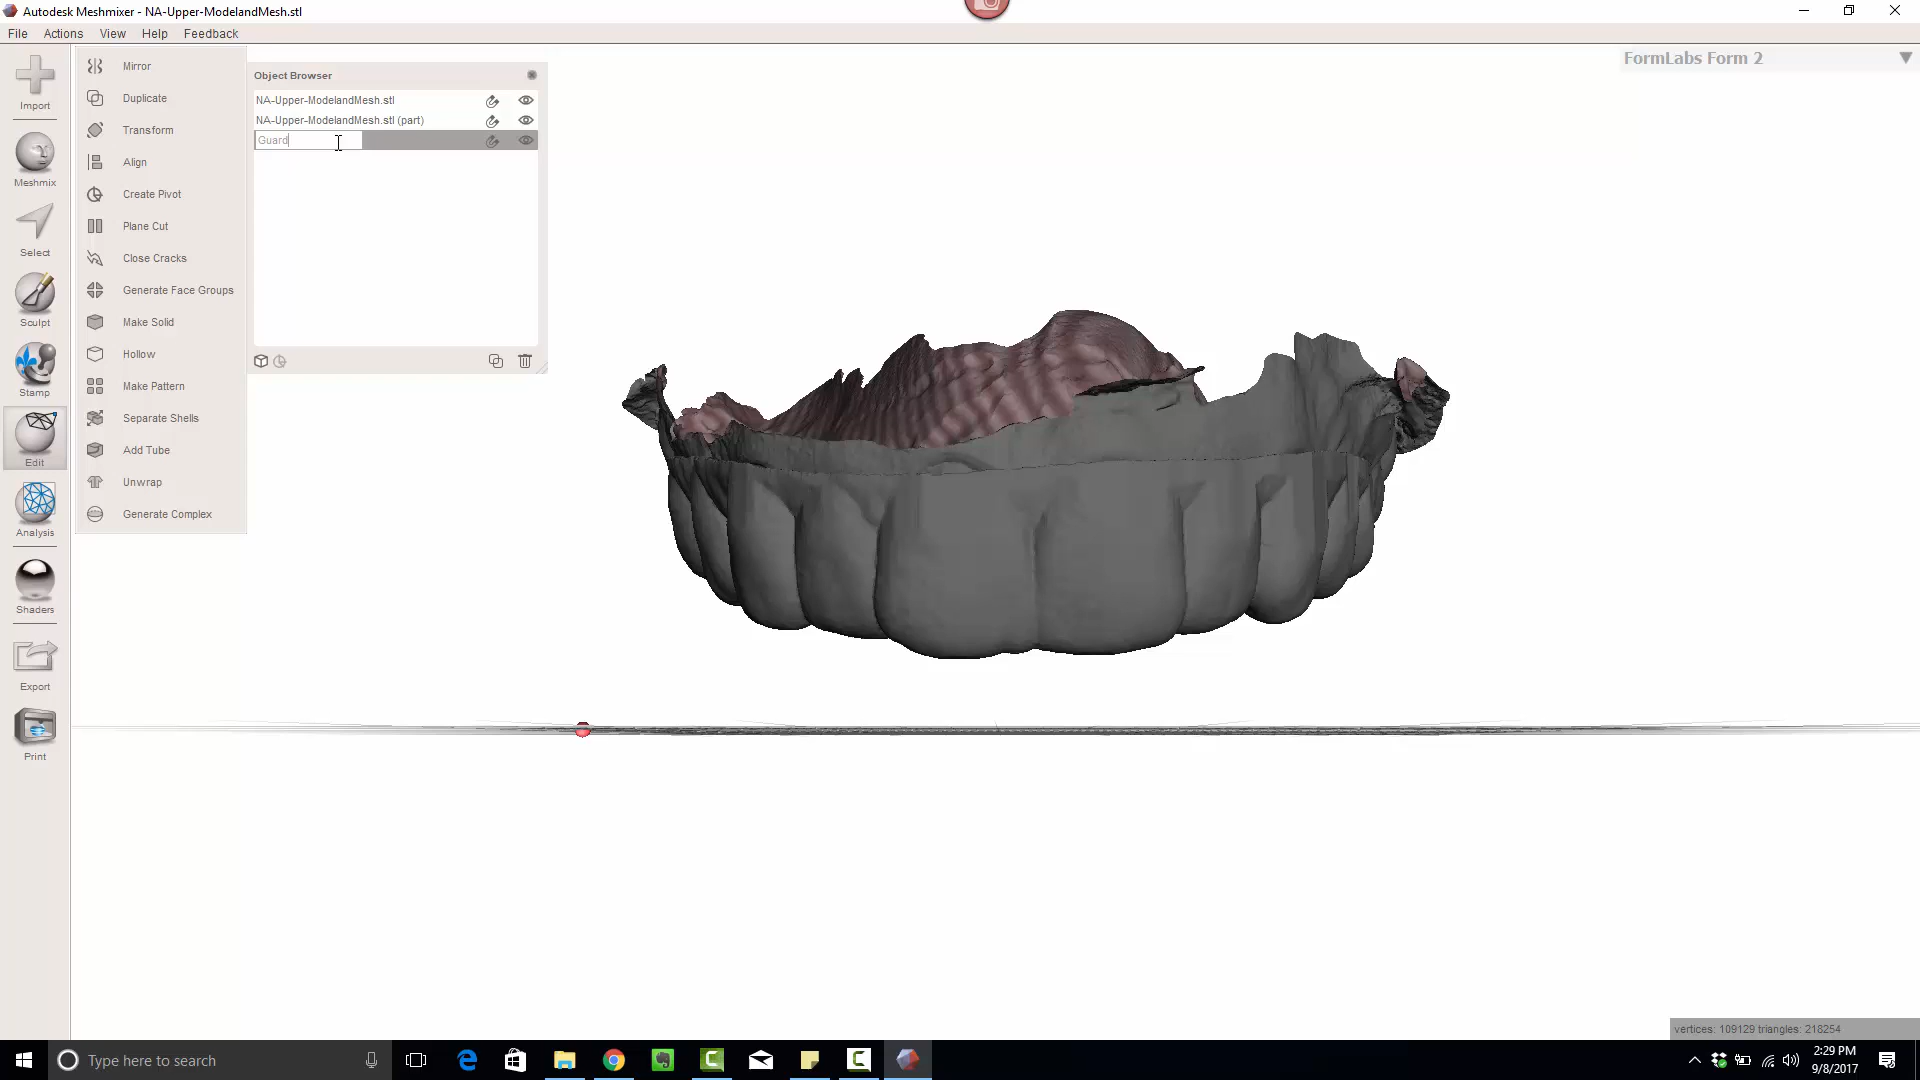 Autodesk Meshmixer - NA-Upper-ModelandMesh.stl
File Actions View Help Feedback
Import
Meshmix
Select
Sculpt
Stamp
Edit
Analysis
Shaders
Export
Print
Mirror
Duplicate
Transform
Align
Create Pivot
Plane Cut
Close Cracks
Generate Face Groups
Make Solid
Hollow
Make Pattern
Separate Shells
Add Tube
Unwrap
Generate Complex
Object Browser
NA-Upper-ModelandMesh.stl
NA-Upper-ModelandMesh.stl (part)
Guard
FormLabs Form 2
vertices: 109129 triangles: 218254
Type here to search
2:29 PM
9/8/2017